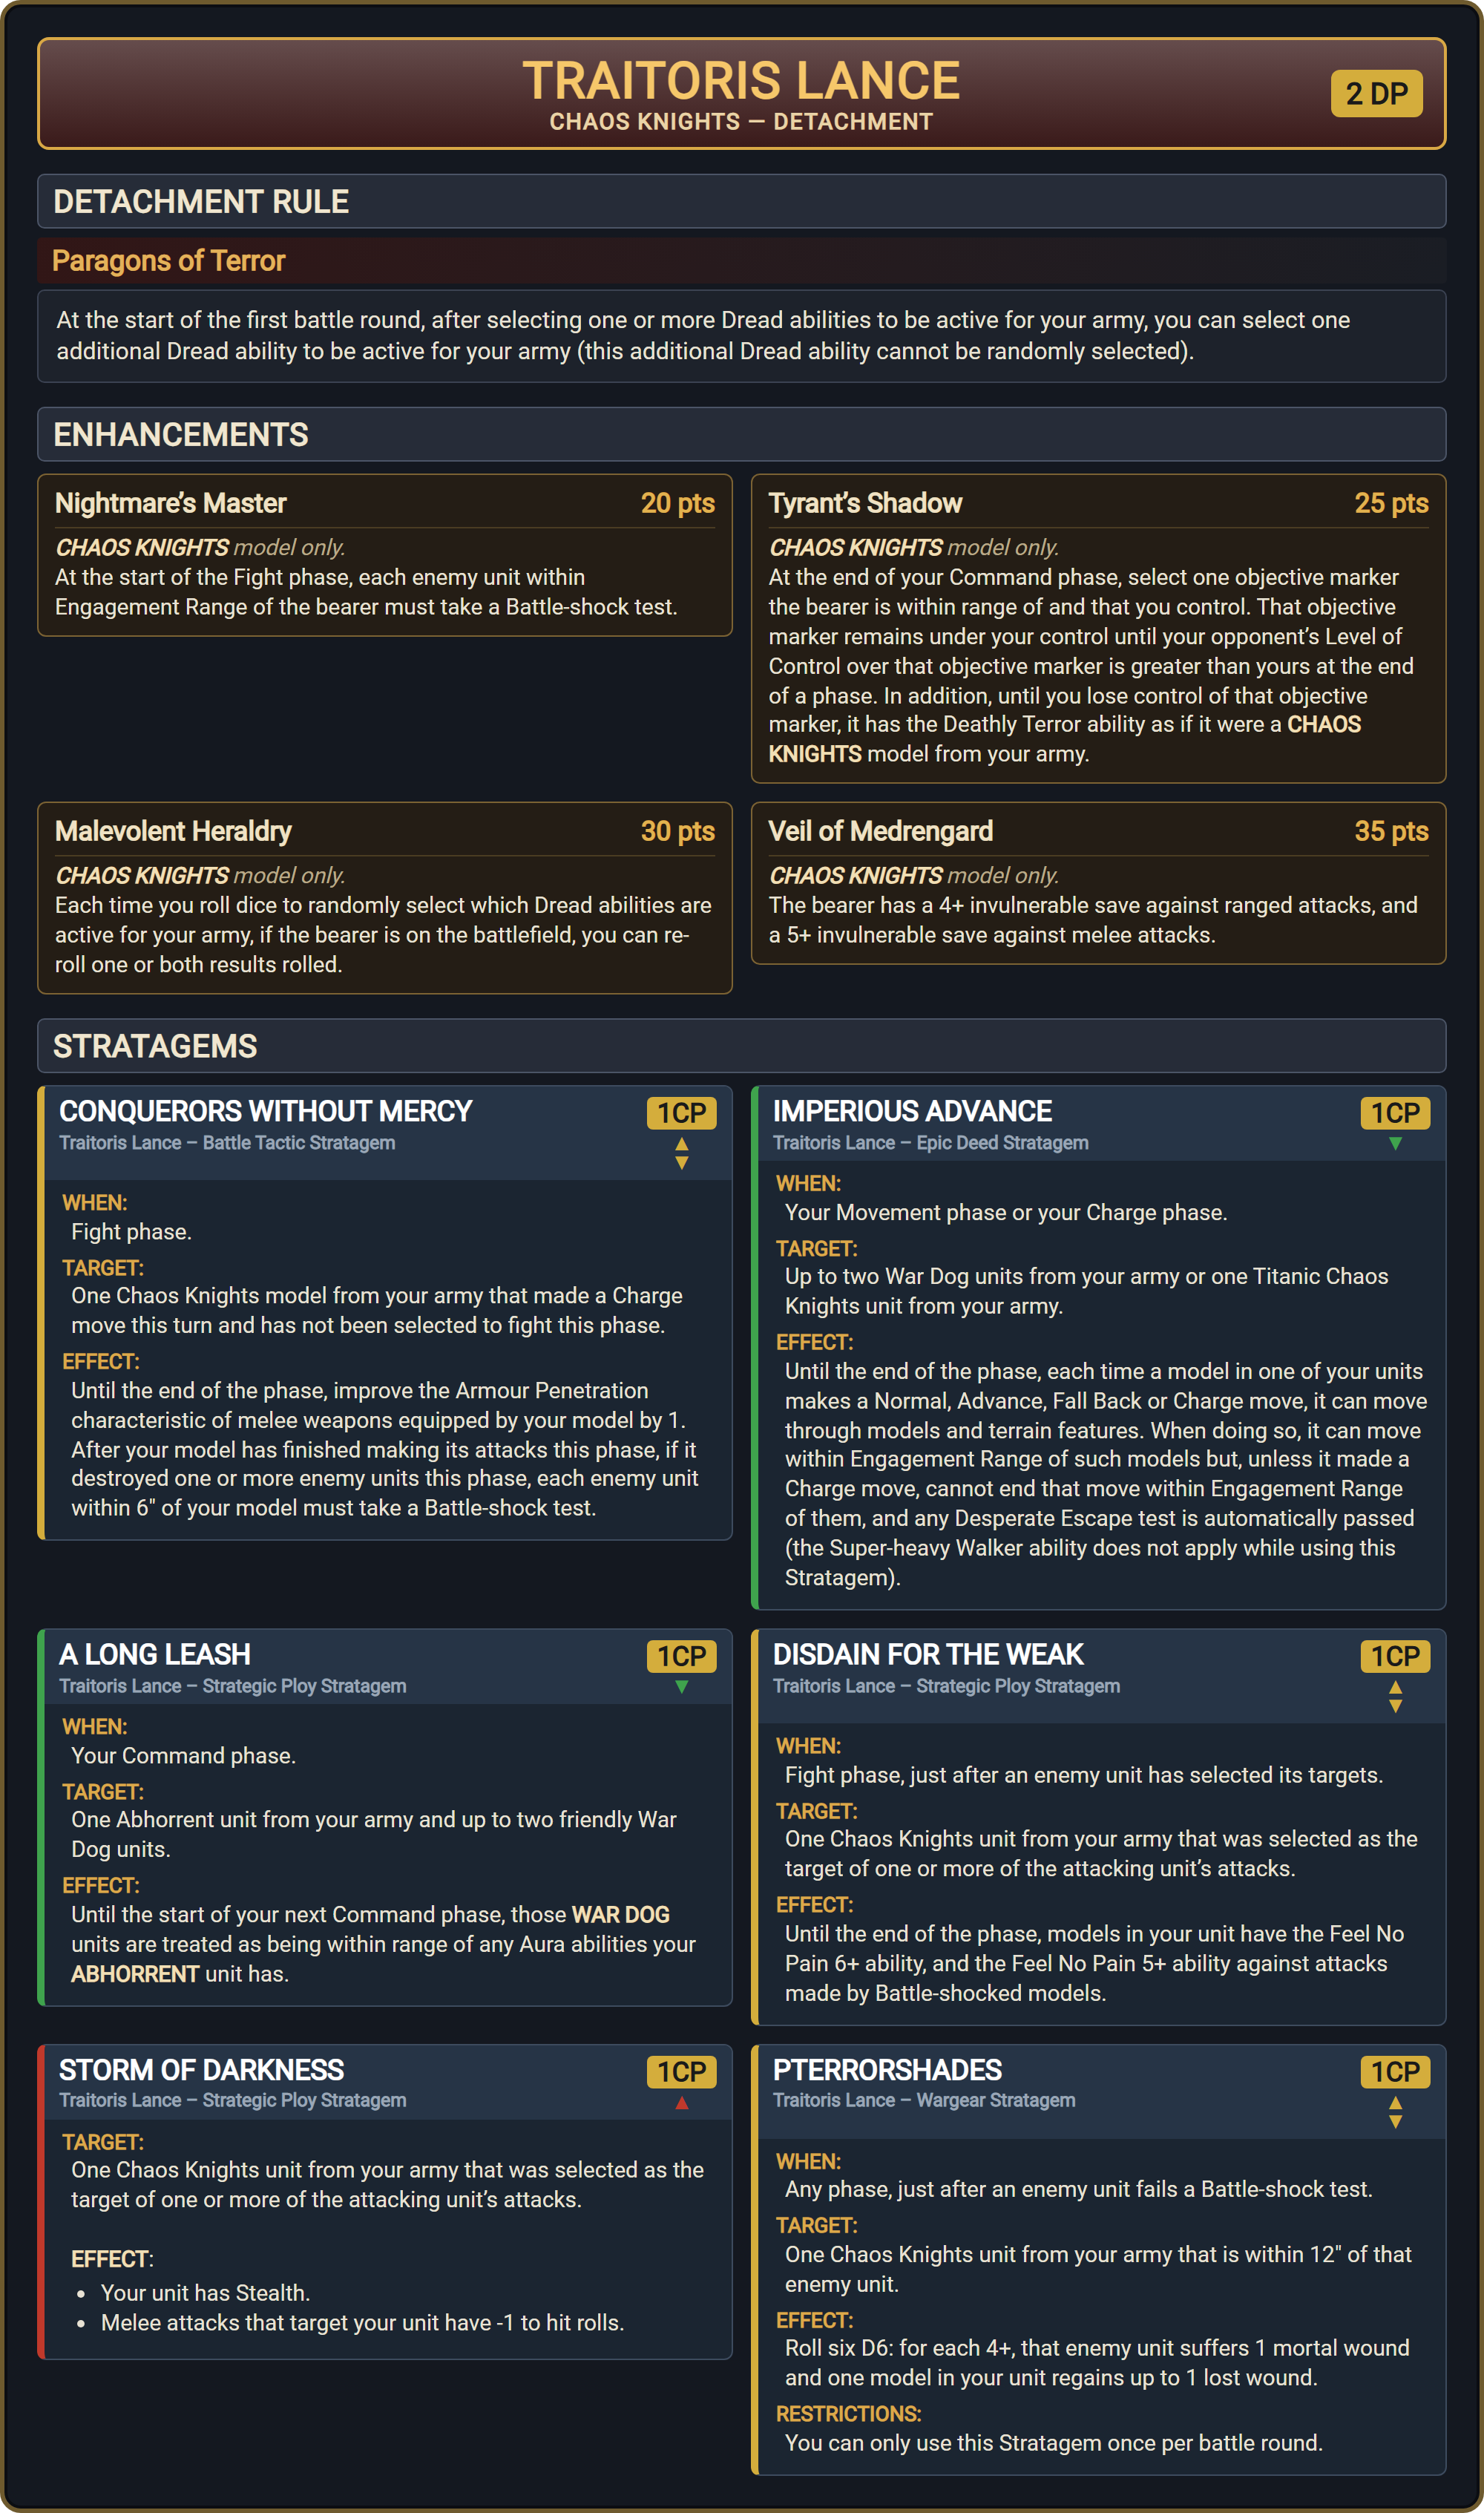 TRAITORIS LANCE
CHAOS KNIGHTS — DETACHMENT
2 DP
DETACHMENT RULE
Paragons of Terror
At the start of the first battle round, after selecting one or more Dread abilities to be active for your army, you can select one
additional Dread ability to be active for your army (this additional Dread ability cannot be randomly selected).
ENHANCEMENTS
Nightmare’s Master
20 pts
CHAOS KNIGHTS model only.
At the start of the Fight phase, each enemy unit within
Engagement Range of the bearer must take a Battle-shock test.
Tyrant’s Shadow
25 pts
CHAOS KNIGHTS model only.
At the end of your Command phase, select one objective marker
the bearer is within range of and that you control. That objective
marker remains under your control until your opponent’s Level of
Control over that objective marker is greater than yours at the end
of a phase. In addition, until you lose control of that objective
marker, it has the Deathly Terror ability as if it were a CHAOS
KNIGHTS model from your army.
Malevolent Heraldry
30 pts
CHAOS KNIGHTS model only.
Each time you roll dice to randomly select which Dread abilities are
active for your army, if the bearer is on the battlefield, you can re-
roll one or both results rolled.
Veil of Medrengard
35 pts
CHAOS KNIGHTS model only.
The bearer has a 4+ invulnerable save against ranged attacks, and
a 5+ invulnerable save against melee attacks.
STRATAGEMS
CONQUERORS WITHOUT MERCY
1CP
Traitoris Lance – Battle Tactic Stratagem
▲
▼
WHEN:
Fight phase.
TARGET:
One Chaos Knights model from your army that made a Charge
move this turn and has not been selected to fight this phase.
EFFECT:
Until the end of the phase, improve the Armour Penetration
characteristic of melee weapons equipped by your model by 1.
After your model has finished making its attacks this phase, if it
destroyed one or more enemy units this phase, each enemy unit
within 6" of your model must take a Battle-shock test.
IMPERIOUS ADVANCE
1CP
Traitoris Lance – Epic Deed Stratagem
▼
WHEN:
Your Movement phase or your Charge phase.
TARGET:
Up to two War Dog units from your army or one Titanic Chaos
Knights unit from your army.
EFFECT:
Until the end of the phase, each time a model in one of your units
makes a Normal, Advance, Fall Back or Charge move, it can move
through models and terrain features. When doing so, it can move
within Engagement Range of such models but, unless it made a
Charge move, cannot end that move within Engagement Range
of them, and any Desperate Escape test is automatically passed
(the Super-heavy Walker ability does not apply while using this
Stratagem).
A LONG LEASH
1CP
Traitoris Lance – Strategic Ploy Stratagem
▼
WHEN:
Your Command phase.
TARGET:
One Abhorrent unit from your army and up to two friendly War
Dog units.
EFFECT:
Until the start of your next Command phase, those WAR DOG
units are treated as being within range of any Aura abilities your
ABHORRENT unit has.
DISDAIN FOR THE WEAK
1CP
Traitoris Lance – Strategic Ploy Stratagem
▲
▼
WHEN:
Fight phase, just after an enemy unit has selected its targets.
TARGET:
One Chaos Knights unit from your army that was selected as the
target of one or more of the attacking unit’s attacks.
EFFECT:
Until the end of the phase, models in your unit have the Feel No
Pain 6+ ability, and the Feel No Pain 5+ ability against attacks
made by Battle-shocked models.
STORM OF DARKNESS
1CP
Traitoris Lance – Strategic Ploy Stratagem
▲
TARGET:
One Chaos Knights unit from your army that was selected as the
target of one or more of the attacking unit’s attacks.
EFFECT:
• Your unit has Stealth.
• Melee attacks that target your unit have -1 to hit rolls.
PTERRORSHADES
1CP
Traitoris Lance – Wargear Stratagem
▲
▼
WHEN:
Any phase, just after an enemy unit fails a Battle-shock test.
TARGET:
One Chaos Knights unit from your army that is within 12" of that
enemy unit.
EFFECT:
Roll six D6: for each 4+, that enemy unit suffers 1 mortal wound
and one model in your unit regains up to 1 lost wound.
RESTRICTIONS:
You can only use this Stratagem once per battle round.